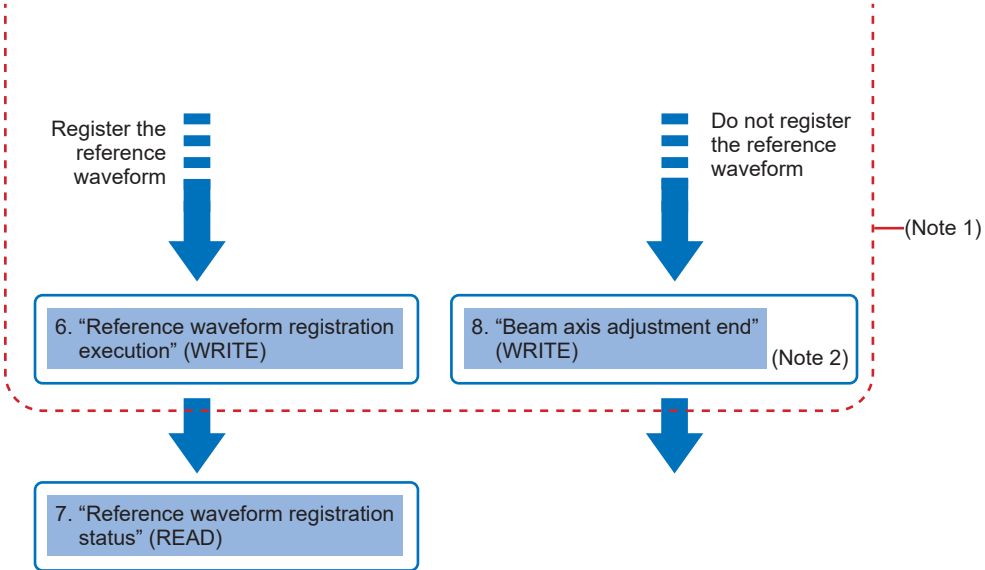 Register the
reference
waveform
Do not register
the reference
waveform
(Note 1)
6. “Reference waveform registration
execution” (WRITE)
8. “Beam axis adjustment end”
(WRITE)
(Note 2)
7. “Reference waveform registration
status” (READ)